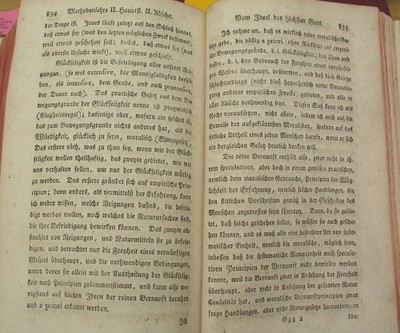 834 Methodenlehre II. Hauptst. II. Abschn.
der Dinge ist. Jenes läuft zuletzt auf den Schluß hinaus,
daß etwas sey (was den letzten möglichen Zweck bestimmt),
weil etwas geschehen soll; dieses, daß etwas sey (was
als oberste Ursache wirkt), weil etwas geschieht.
Glückseligkeit ist die Befriedigung aller unserer Nei-
gungen, (so wohl extensive, der Mannigfaltigkeit dersel-
ben, als intensive, dem Grade, und auch protensive,
der Dauer nach). Das practische Gesetz aus dem Be-
wegungsgrunde der Glückseligkeit nenne ich pragmatisch
(Klugheitsregel), dasjenige aber, wofern ein solches ist,
das zum Bewegungsgrunde nichts anderes hat, als die
Würdigkeit, glücklich zu seyn, moralisch (Sittengesetz).
Das erstere räth, was zu thun sey, wenn wir der Glück-
seligkeit wollen theilhaftig, das zweyte gebietet, wie wir
uns verhalten sollen, um nur der Glückseligkeit würdig
zu werden. Das erstere gründet sich auf empirische Prin-
cipien; denn anders, als vermittelst der Erfahrung, kann
ich weder wissen, welche Neigungen dasind, die befriedigt
werden wollen, noch welches die Naturursachen sind,
die ihre Befriedigung bewirken können. Das zweyte ab-
strahirt von Neigungen, und Naturmitteln sie zu befrie-
digen, und betrachtet nur die Freyheit eines vernünftigen
Wesens überhaupt, und die nothwendigen Bedingungen,
unter denen sie allein mit der Austheilung der Glückselig-
keit nach Principien zusammenstimmt, und kann also we-
nigstens auf bloßen Ideen der reinen Vernunft beruhen
Ich
Vom Ideal des höchsten Guts. 835
Ich nehme an, daß es wirklich reine moralische Ge-
setze gebe, die völlig a priori (ohne Rücksicht auf empirische
Bewegungsgründe, d. i. Glückseligkeit,) das Thun und
Lassen, d. i. den Gebrauch der Freyheit eines vernünfti-
gen Wesens überhaupt, bestimmen, und daß diese Gesetze
schlechterdings (nicht blos hypothetisch unter Voraussetzung
anderer empirischen Zwecke) gebieten, und also in
aller Absicht nothwendig seyn. Diesen Satz kann ich mit
Recht voraussetzen, nicht allein, indem ich mich auf die
Beweise der aufgeklärtesten Moralisten, sondern auf das
sittliche Urtheil eines jeden Menschen berufe, wenn er sich
ein dergleichen Gesetz deutlich denken will.
Die reine Vernunft enthält also, zwar nicht in ih-
rem speculativen, aber doch in einem gewissen practischen,
nemlich dem moralischen Gebrauche, Principien der Mög-
lichkeit der Erfahrung, nemlich solcher Handlungen, die
den sittlichen Vorschriften gemäß in der Geschichte des
Menschen anzutreffen seyn könnten. Denn, da sie gebietet,
daß solche geschehen sollen, so müssen sie auch geschehen
können, und es muß also eine besondere Art von syste-
matischer Einheit, nemlich die moralische, möglich seyn,
indessen daß die systematische Natureinheit nach specula-
tiven Principien der Vernunft nicht bewiesen werden
konnte, weil die Vernunft zwar in Ansehung der Freyheit
überhaupt, aber nicht in Ansehung der gesamten Natur
Causalität hat, und moralische Vernunftprincipien zwar
freye Handlungen, aber nicht
Ggg 2